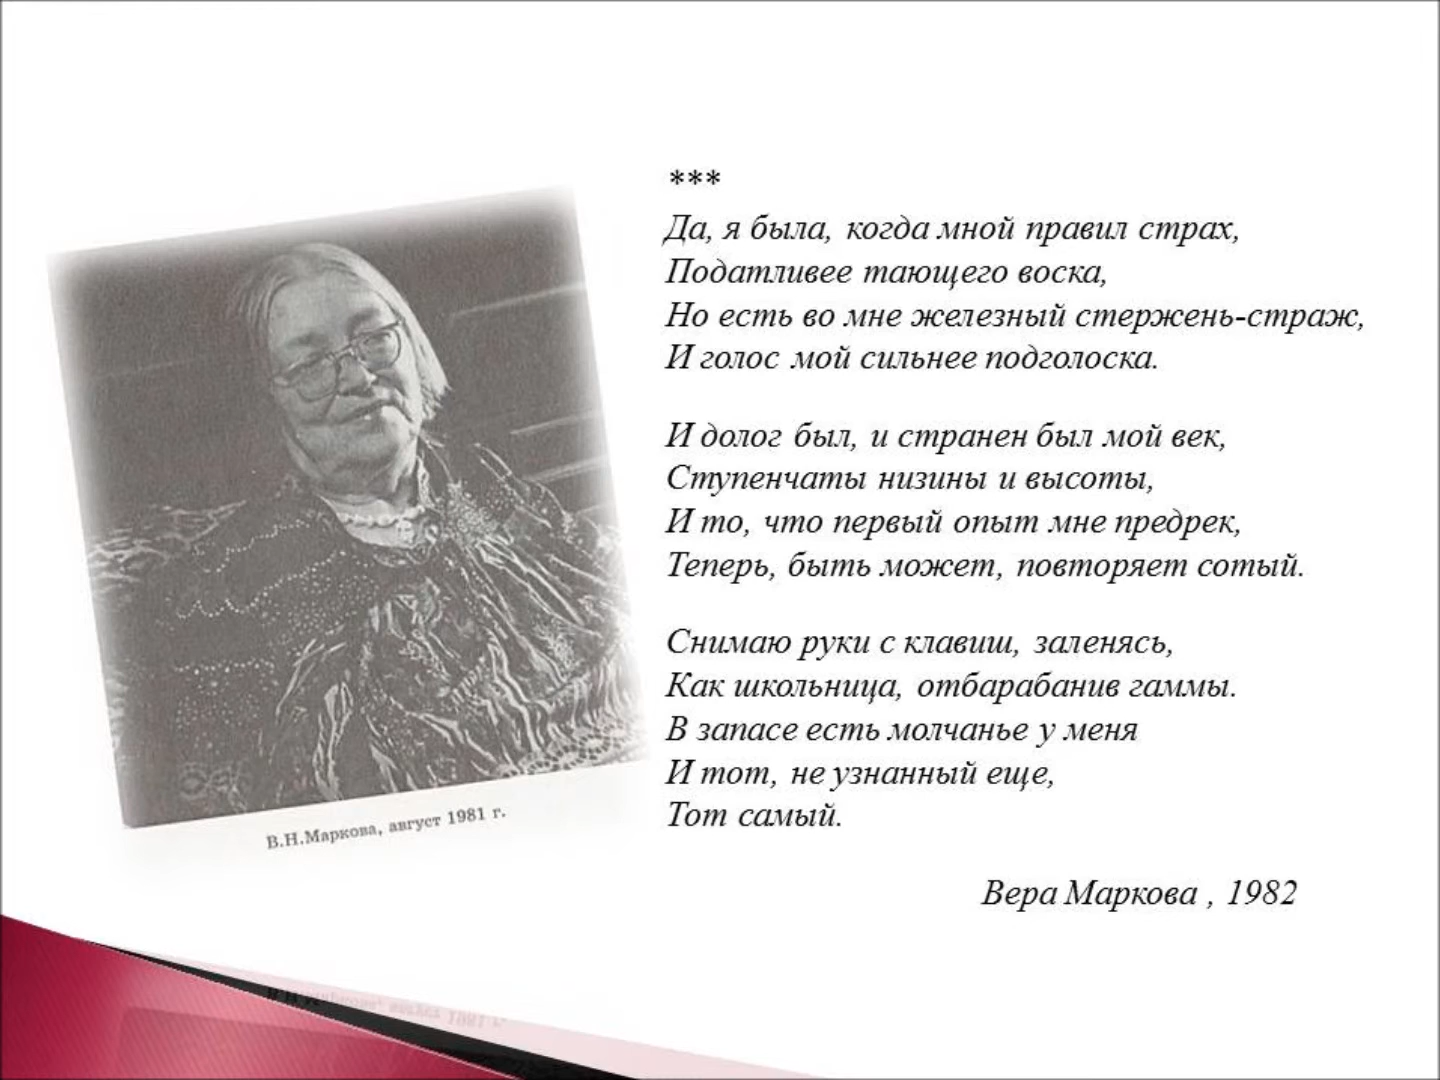 ***
Да, я была, когда мной правил страх,
Податливее тающего воска,
Но есть во мне железный стержень-страж,
И голос мой сильнее подголоска.
И долог был, и странен был мой век,
Ступенчаты низины и высоты,
И то, что первый опыт мне предрек,
Теперь, быть может, повторяет сотый.
Снимаю руки с клавиш, заленясь,
Как школьница, отбарабанив гаммы.
В запасе есть молчанье у меня
И тот, не узнанный еще,
Тот самый.
Вера Маркова , 1982
В.Н.Маркова, август 1981 г.